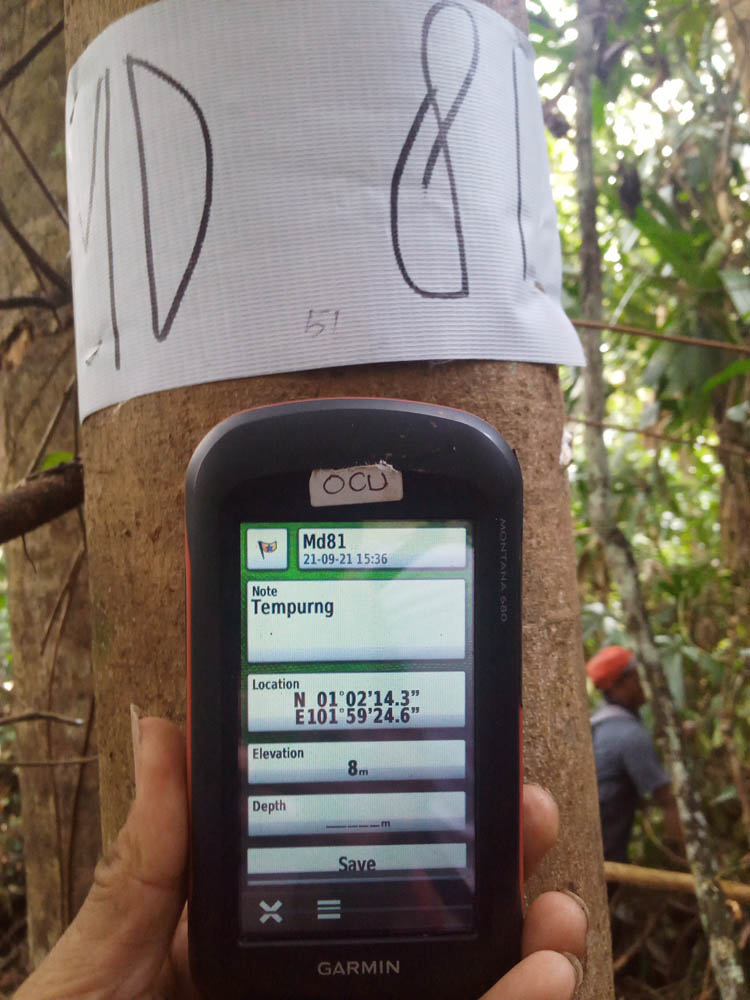 MD 81
51
OCU
MONTANA 680
Md81
21-09-21 15:36
Note
Tempurng
Location
N 01°02'14.3"
E101°59'24.6"
Elevation
8m
Depth
_____m
Save
GARMIN